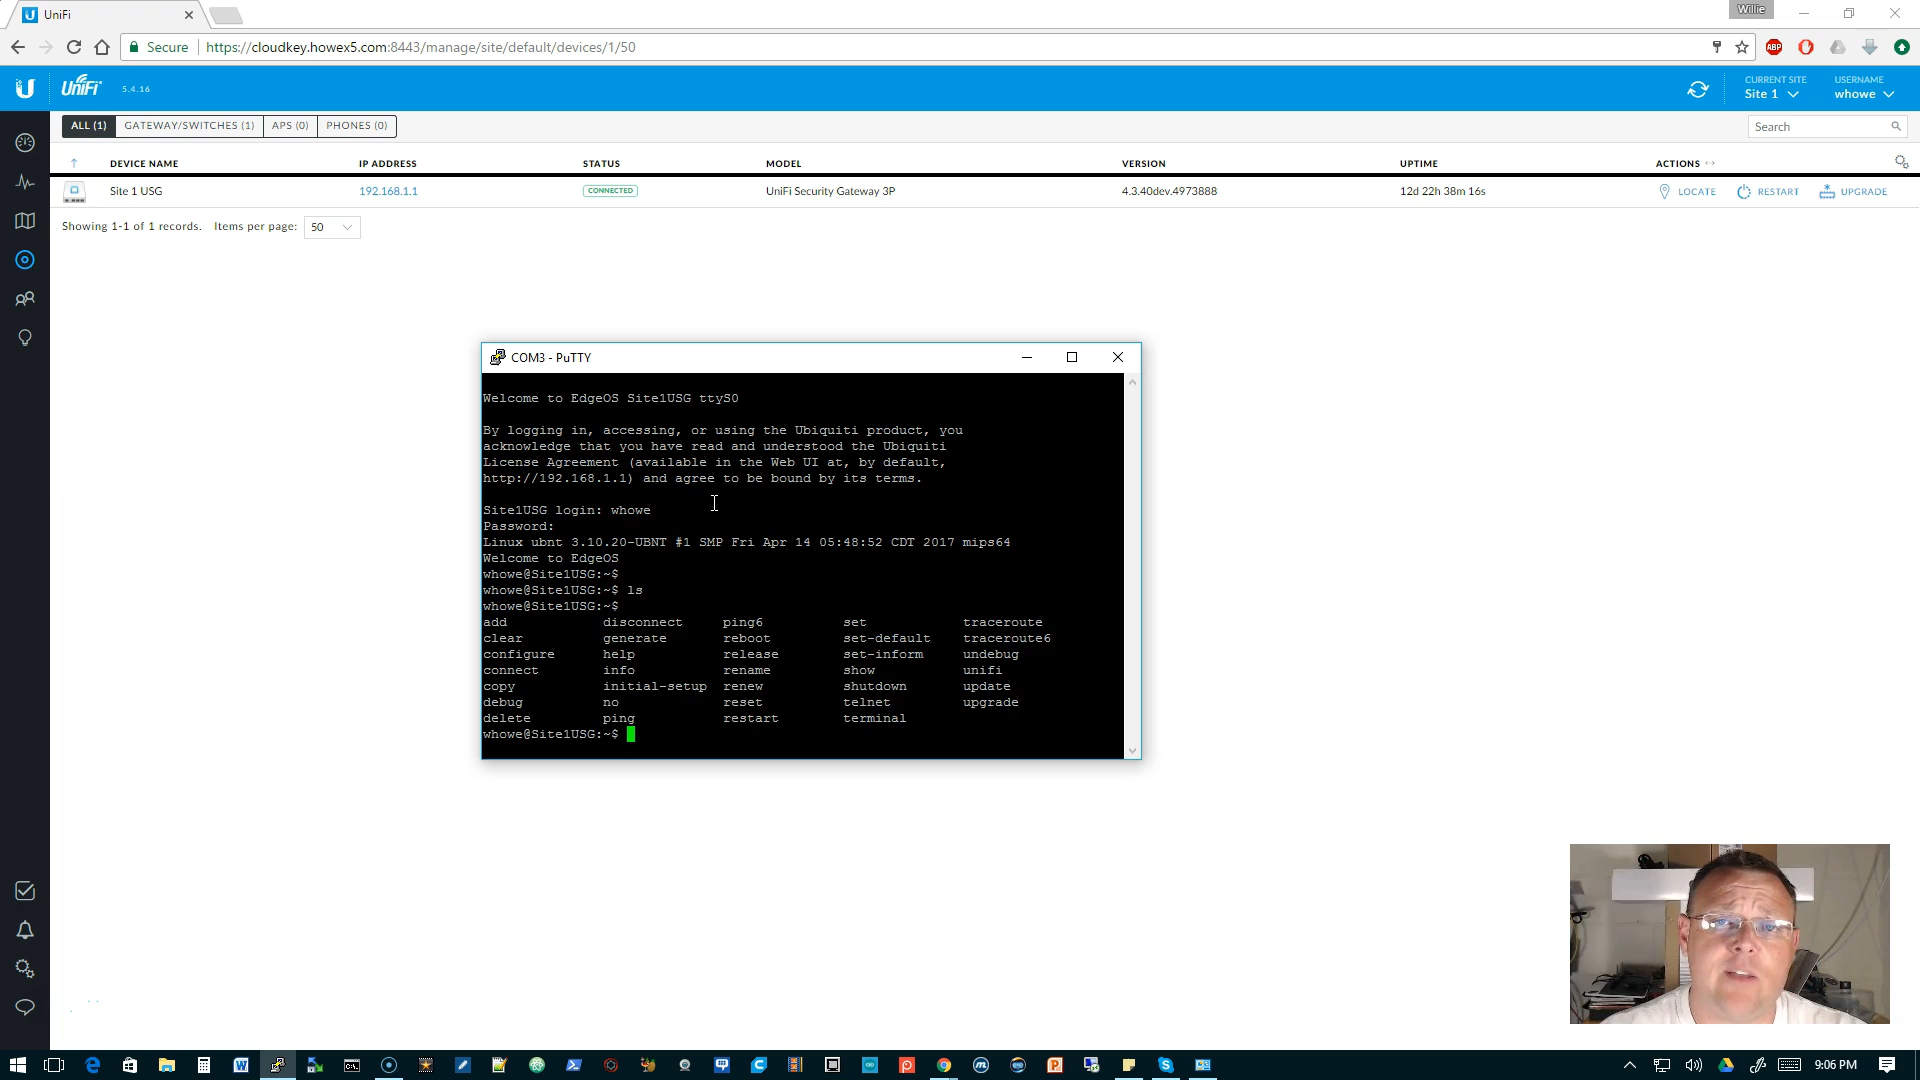 UniFi
Willie
Secure https://cloudkey.howex5.com:8443/manage/site/default/devices/1/50
ABP
UniFi 5.4.16
CURRENT SITE
Site 1
USERNAME
whowe
ALL (1) GATEWAY/SWITCHES (1) APS (0) PHONES (0)
Search
DEVICE NAME IP ADDRESS STATUS MODEL VERSION UPTIME ACTIONS
Site 1 USG 192.168.1.1 CONNECTED UniFi Security Gateway 3P 4.3.40dev.4973888 12d 22h 38m 16s LOCATE RESTART UPGRADE
Showing 1-1 of 1 records. Items per page: 50
COM3 - PuTTY
Welcome to EdgeOS Site1USG ttyS0
By logging in, accessing, or using the Ubiquiti product, you
acknowledge that you have read and understood the Ubiquiti
License Agreement (available in the Web UI at, by default,
http://192.168.1.1) and agree to be bound by its terms.
Site1USG login: whowe
Password:
Linux ubnt 3.10.20-UBNT #1 SMP Fri Apr 14 05:48:52 CDT 2017 mips64
Welcome to EdgeOS
whowe@Site1USG:~$
whowe@Site1USG:~$ ls
whowe@Site1USG:~$
add disconnect ping6 set traceroute
clear generate reboot set-default traceroute6
configure help release set-inform undebug
connect info rename show unifi
copy initial-setup renew shutdown update
debug no reset telnet upgrade
delete ping restart terminal
whowe@Site1USG:~$
9:06 PM